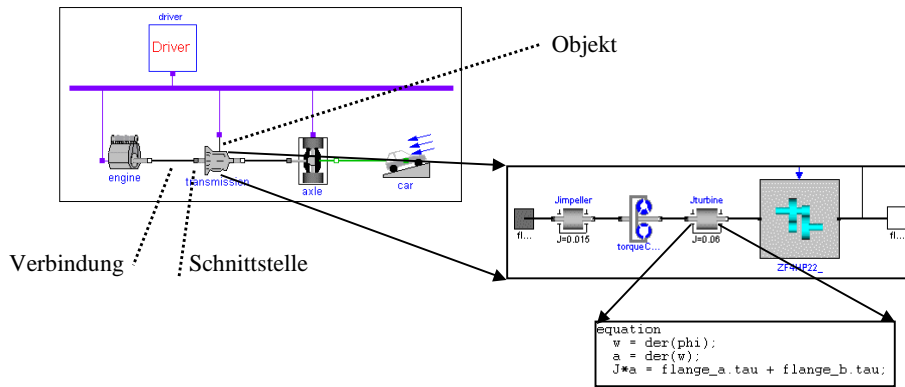 driver
Driver
Objekt
engine
transmission
axle
car
Verbindung
Schnittstelle
Jimpeller
Jturbine
fl...
J=0.015
torqueC...
J=0.06
ZF4HP22_
fl...
equation
w = der(phi);
a = der(w);
J*a = flange_a.tau + flange_b.tau;